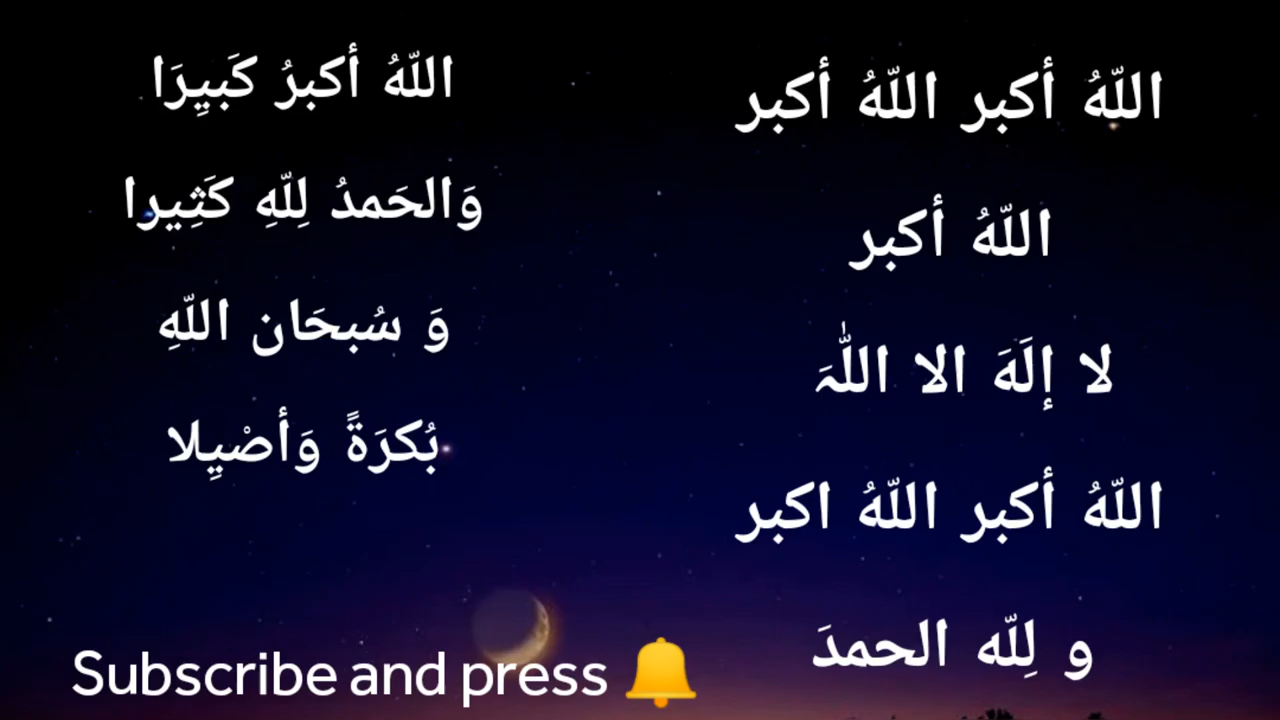 اللّهُ أكبر اللّهُ أكبر
اللّهُ أكبر
لا إلَهَ الا اللّٰہَ
اللّهُ أكبر اللّهُ اكبر
و لِلّه الحمدَ
اللّهُ أكبرُ كَبيِرَا
وَالحَمدُ لِلّهِ كَثِيرا
وَ سُبحَان اللّهِ
بُكرَةً وَأصْيِلا
Subscribe and press 🔔